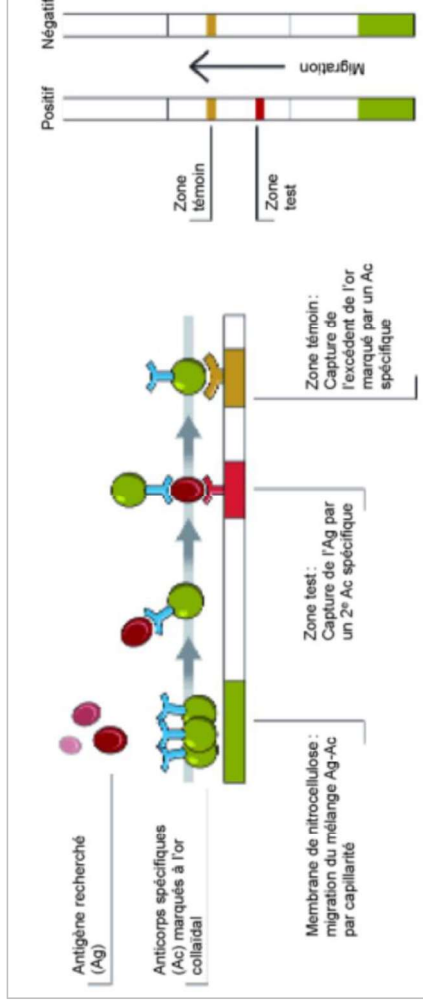 Antigène recherché
(Ag)
Anticorps spécifiques
(Ac) marqués à l'or
collaïdal
Membrane de nitrocellulose :
migration du mélange Ag-Ac
par capillarité
Zone test :
Capture de l'Ag par
un 2e Ac spécifique
Zone témoin :
Capture de
l'excédent de l'or
marqué par un Ac
spécifique
Zone
témoin
Zone
test
Positif
Migration
Négatif